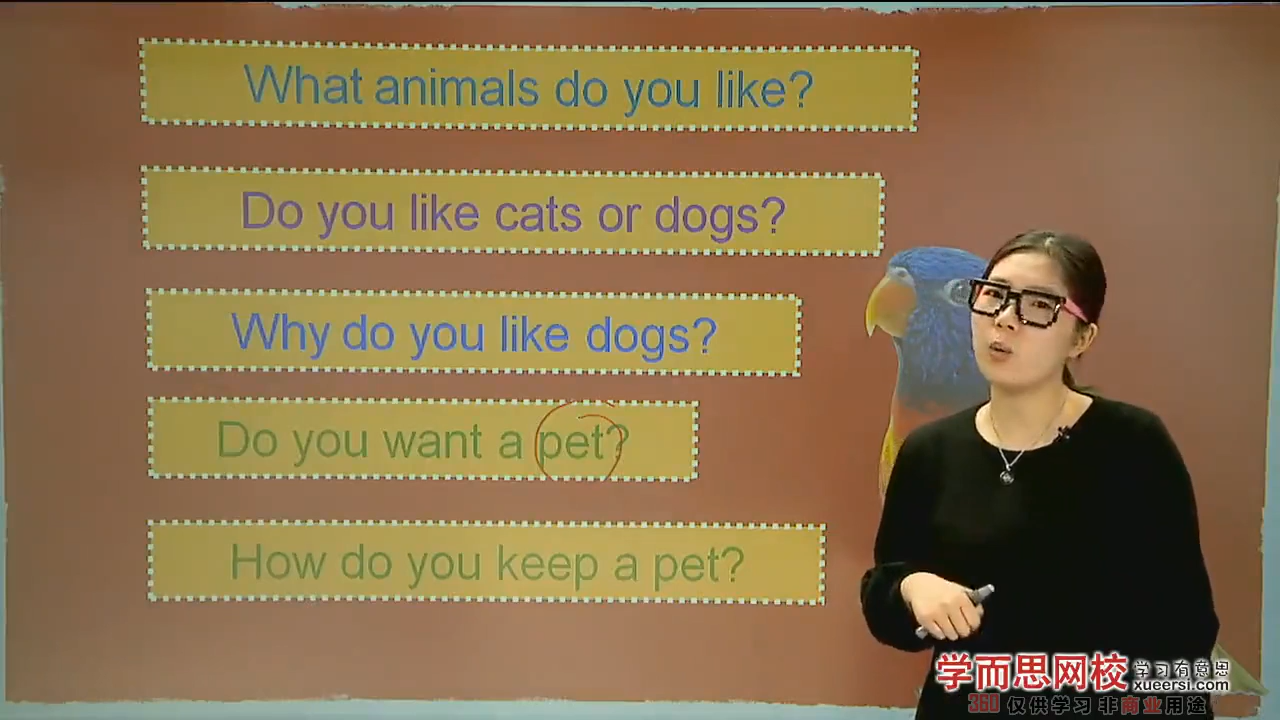 What animals do you like?
Do you like cats or dogs?
Why do you like dogs?
Do you want a pet?
How do you keep a pet?
学而思网校 学习有意思
xueersi.com
360 仅供学习 非商业用途